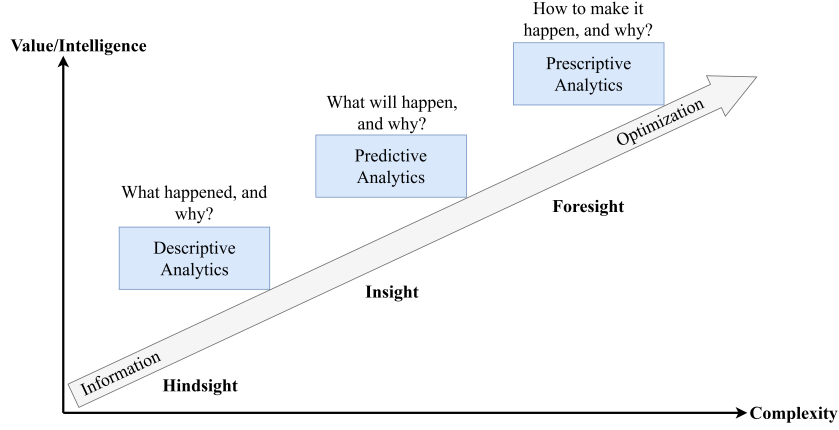 How to make it
happen, and why?
Value/Intelligence
Prescriptive
Analytics
What will happen,
and why?
Optimization
Predictive
Analytics
What happened, and
why?
Foresight
Descriptive
Analytics
Insight
Information
Hindsight
Complexity